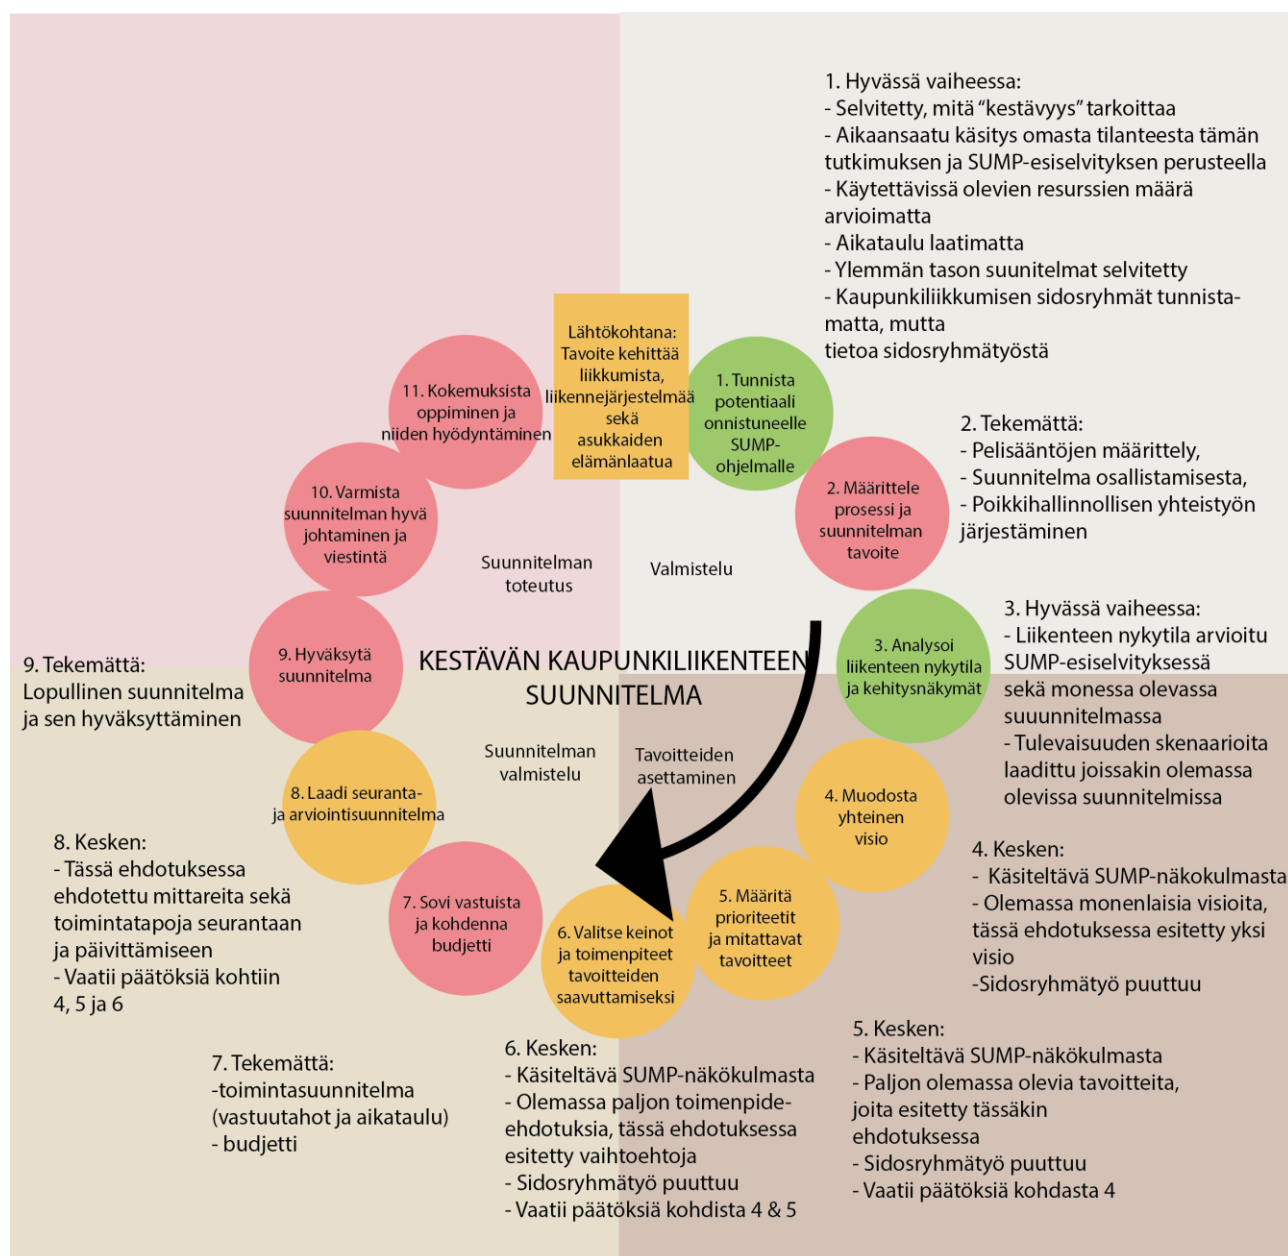 1. Hyvässä vaiheessa:
- Selvitetty, mitä “kestävyys” tarkoittaa
- Aikaansaatu käsitys omasta tilanteesta tämän
tutkimuksen ja SUMP-esiselvityksen perusteella
- Käytettävissä olevien resurssien määrä
arvioimatta
- Aikataulu laatimatta
- Ylemmän tason suunitelmat selvitetty
- Kaupunkiliikkumisen sidosryhmät tunnista-
matta, mutta
tietoa sidosryhmätyöstä
Lähtökohtana:
Tavoite kehittää
liikkumista,
liikennejärjestelmää
sekä
asukkaiden
elämänlaatua
1. Tunnista
potentiaali
onnistuneelle
SUMP-
ohjelmalle
11. Kokemuksista
oppiminen ja
niiden hyödyntäminen
2. Tekemättä:
- Pelisääntöjen määrittely,
- Suunnitelma osallistamisesta,
- Poikkihallinnollisen yhteistyön
järjestäminen
2. Määrittele
prosessi ja
suunnitelman
tavoite
10. Varmista
suunnitelman hyvä
johtaminen ja
viestintä
Suunnitelman
toteutus
Valmistelu
3. Hyvässä vaiheessa:
- Liikenteen nykytila arvioitu
SUMP-esiselvityksessä
sekä monessa olevassa
suuunnitelmassa
- Tulevaisuuden skenaarioita
laadittu joissakin olemassa
olevissa suunnitelmissa
3. Analysoi
liikenteen nykytila
ja kehitysnäkymät
KESTÄVÄN KAUPUNKILIIKENTEEN
SUUNNITELMA
9. Hyväksytä
suunnitelma
9. Tekemättä:
Lopullinen suunnitelma
ja sen hyväksyttäminen
Suunnitelman
valmistelu
Tavoitteiden
asettaminen
8. Laadi seuranta-
ja arviointisuunnitelma
4. Muodosta
yhteinen
visio
8. Kesken:
- Tässä ehdotuksessa
ehdotettu mittareita sekä
toimintatapoja seurantaan
ja päivittämiseen
- Vaatii päätöksiä kohtiin
4, 5 ja 6
4. Kesken:
- Käsiteltävä SUMP-näkokulmasta
- Olemassa monenlaisia visioita,
tässä ehdotuksessa esitetty yksi
visio
-Sidosryhmätyö puuttuu
7. Sovi vastuista
ja kohdenna
budjetti
6. Valitse keinot
ja toimenpiteet
tavoitteiden
saavuttamiseksi
5. Määritä
prioriteetit
ja mitattavat
tavoitteet
7. Tekemättä:
-toimintasuunnitelma
(vastuutahot ja aikataulu)
- budjetti
6. Kesken:
- Käsiteltävä SUMP-näkökulmasta
- Olemassa paljon toimenpide-
ehdotuksia, tässä ehdotuksessa
esitetty vaihtoehtoja
- Sidosryhmätyö puuttuu
- Vaatii päätöksiä kohdista 4 & 5
5. Kesken:
- Käsiteltävä SUMP-näkökulmasta
- Paljon olemassa olevia tavoitteita,
joita esitetty tässäkin
ehdotuksessa
- Sidosryhmätyö puuttuu
- Vaatii päätöksiä kohdasta 4